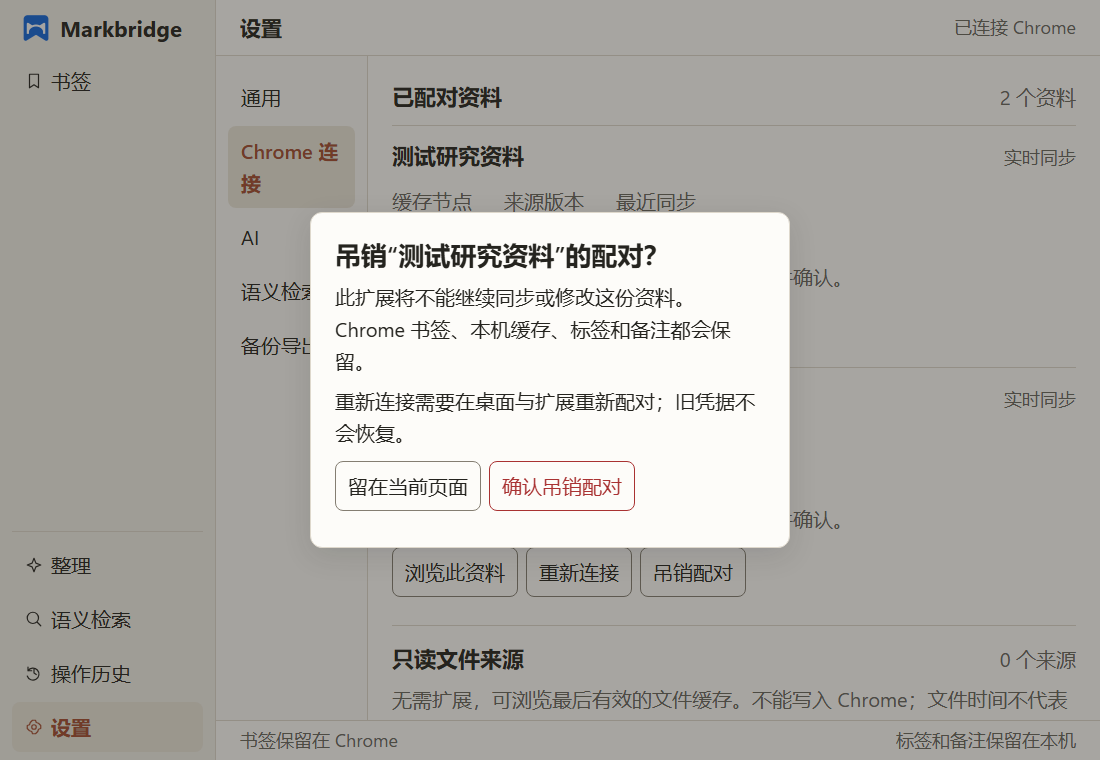 Markbridge
书签
整理
语义检索
操作历史
设置
设置
已连接 Chrome
通用
Chrome 连
接
AI
语义检索
备份导出
已配对资料
2 个资料
测试研究资料
实时同步
缓存节点 来源版本 最近同步
确认。
吊销“测试研究资料”的配对？
此扩展将不能继续同步或修改这份资料。
Chrome 书签、本机缓存、标签和备注都会保
留。
重新连接需要在桌面与扩展重新配对；旧凭据不
会恢复。
留在当前页面
确认吊销配对
实时同步
确认。
浏览此资料
重新连接
吊销配对
只读文件来源
0 个来源
无需扩展，可浏览最后有效的文件缓存。不能写入 Chrome；文件时间不代表
书签保留在 Chrome
标签和备注保留在本机